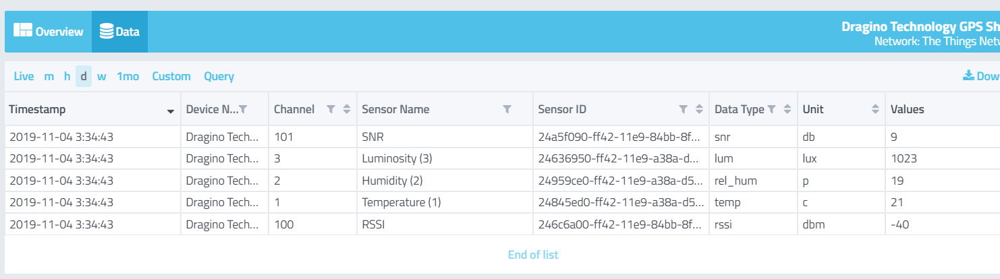 Overview Data Dragino Technology GPS Sh
Network: The Things Netw
Live m h d w 1mo Custom Query Dow
Timestamp Device N... Channel Sensor Name Sensor ID Data Type Unit Values
2019-11-04 3:34:43 Dragino Tech... 101 SNR 24a5f090-ff42-11e9-84bb-8f... snr db 9
2019-11-04 3:34:43 Dragino Tech... 3 Luminosity (3) 24636950-ff42-11e9-a38a-d... lum lux 1023
2019-11-04 3:34:43 Dragino Tech... 2 Humidity (2) 24959ce0-ff42-11e9-a38a-d5... rel_hum p 19
2019-11-04 3:34:43 Dragino Tech... 1 Temperature (1) 24845ed0-ff42-11e9-a38a-d5... temp c 21
2019-11-04 3:34:43 Dragino Tech... 100 RSSI 246c6a00-ff42-11e9-84bb-8f... rssi dbm -40
End of list